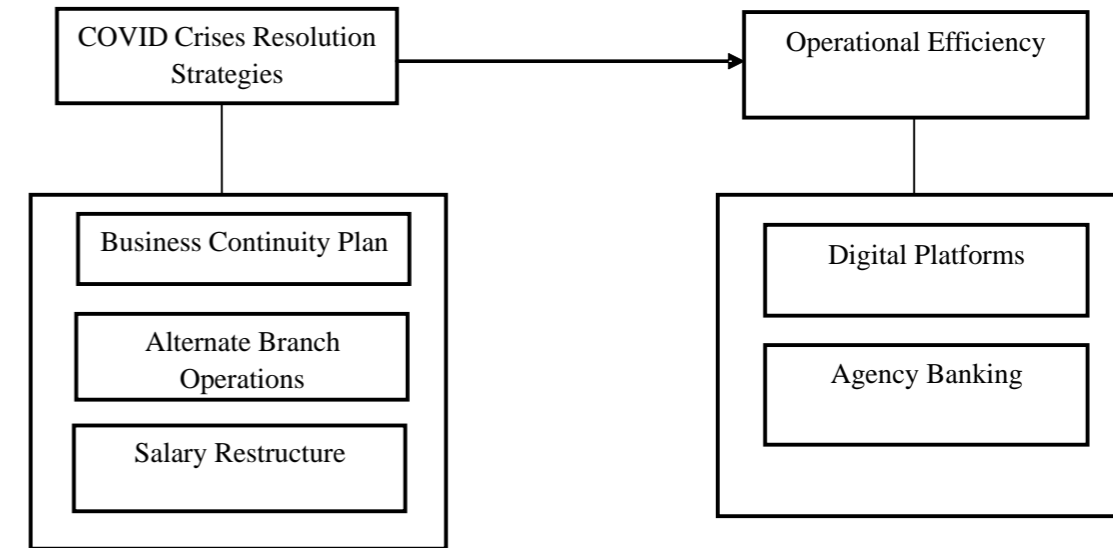 COVID Crises Resolution
Strategies
Operational Efficiency
Business Continuity Plan
Alternate Branch
Operations
Salary Restructure
Digital Platforms
Agency Banking